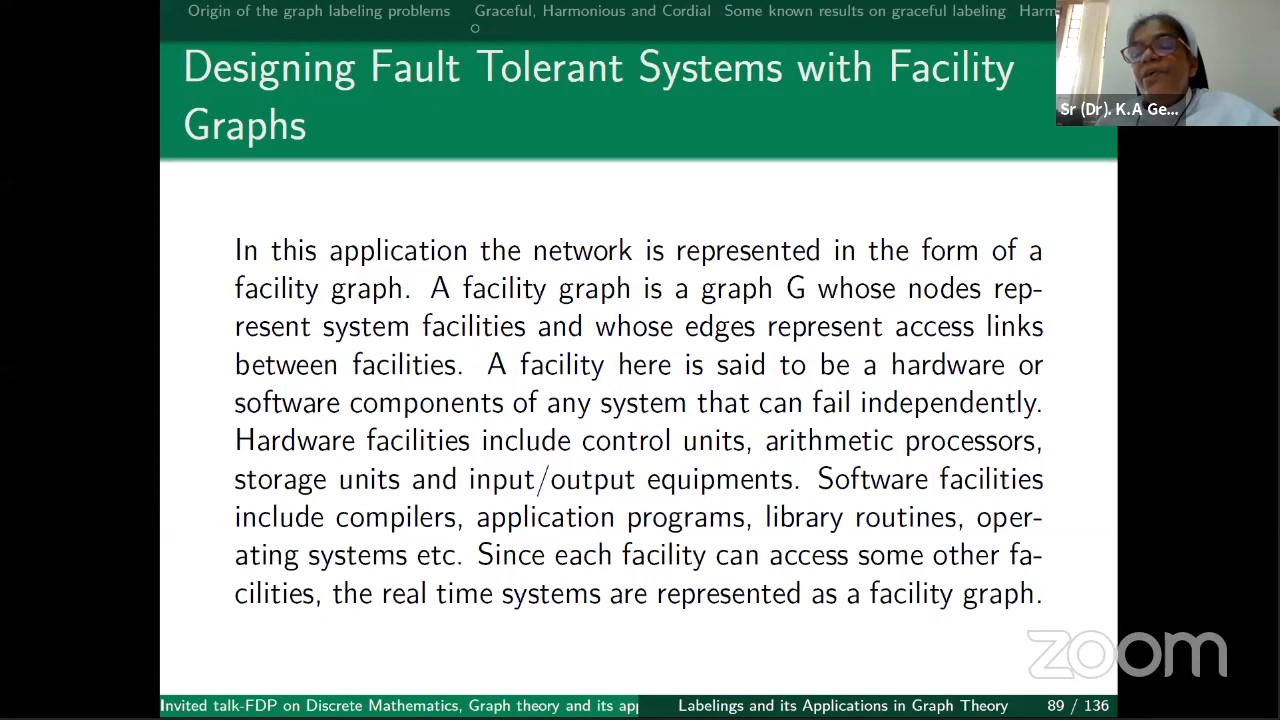 Origin of the graph labeling problems Graceful, Harmonious and Cordial Some known results on graceful labeling Harm
Designing Fault Tolerant Systems with Facility
Graphs
Sr (Dr). K.A Ge...
In this application the network is represented in the form of a
facility graph. A facility graph is a graph G whose nodes rep-
resent system facilities and whose edges represent access links
between facilities. A facility here is said to be a hardware or
software components of any system that can fail independently.
Hardware facilities include control units, arithmetic processors,
storage units and input/output equipments. Software facilities
include compilers, application programs, library routines, oper-
ating systems etc. Since each facility can access some other fa-
cilities, the real time systems are represented as a facility graph.
zoom
Invited talk-FDP on Discrete Mathematics, Graph theory and its app Labelings and its Applications in Graph Theory 89 / 136